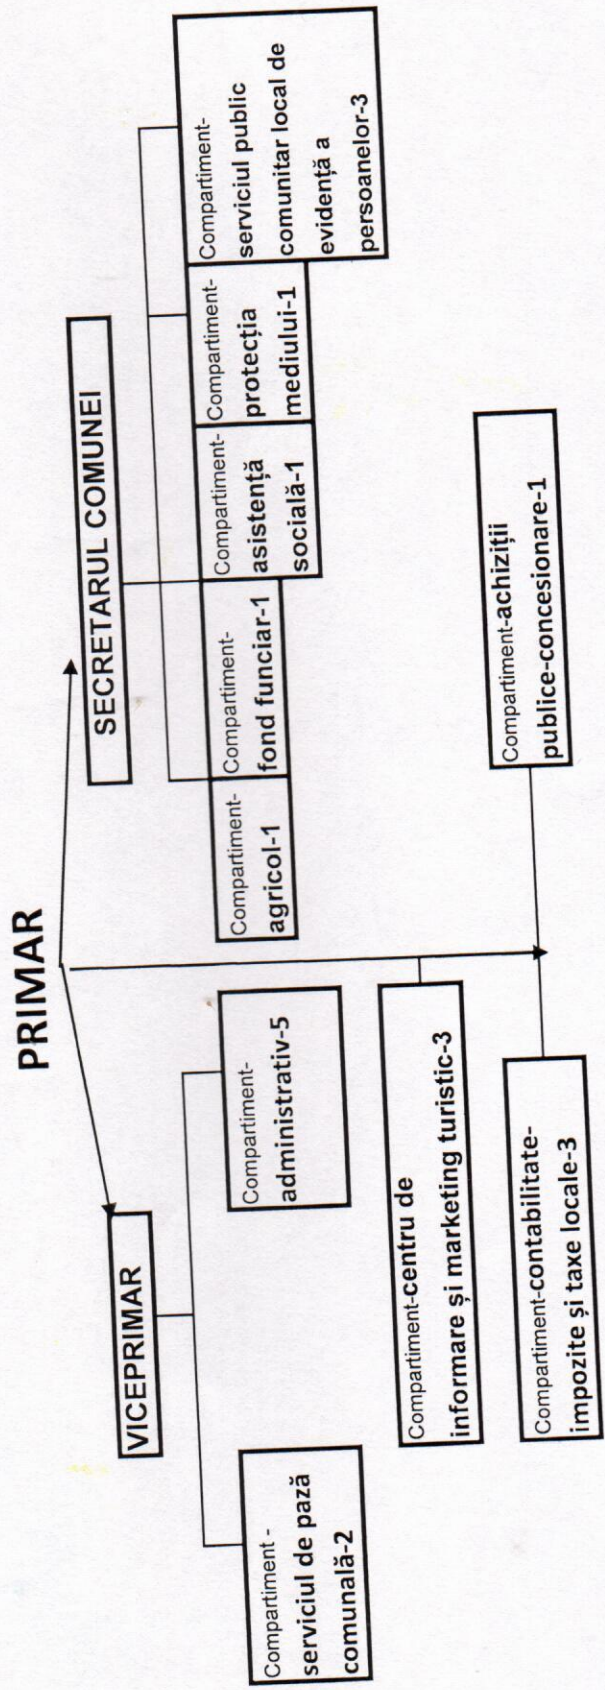 PRIMAR
VICEPRIMAR
SECRETARUL COMUNEI
Compartiment -
serviciul de pază
comunală-2
Compartiment-
administrativ-5
Compartiment-
agricol-1
Compartiment-
fond funciar-1
Compartiment-
asistență
socială-1
Compartiment-
protecția
mediului-1
Compartiment-
serviciul public
comunitar local de
evidență a
persoanelor-3
Compartiment-centru de
informare și marketing turistic-3
Compartiment-contabilitate-
impozite și taxe locale-3
Compartiment-achiziții
publice-concesionare-1